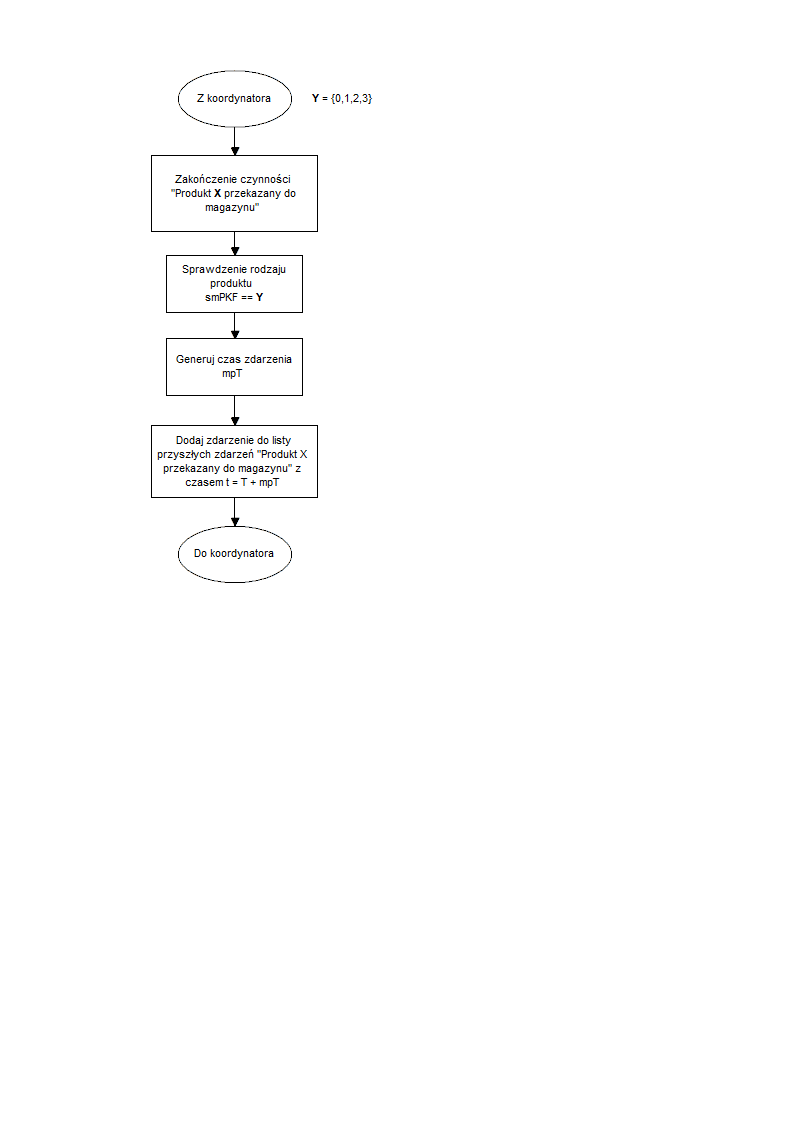 Z koordynatora
Y = {0,1,2,3}
Zakończenie czynności
"Produkt X przekazany do
magazynu"
Sprawdzenie rodzaju
produktu
smPKF == Y
Generuj czas zdarzenia
mpT
Dodaj zdarzenie do listy
przyszłych zdarzeń "Produkt X
przekazany do magazynu" z
czasem t = T + mpT
Do koordynatora